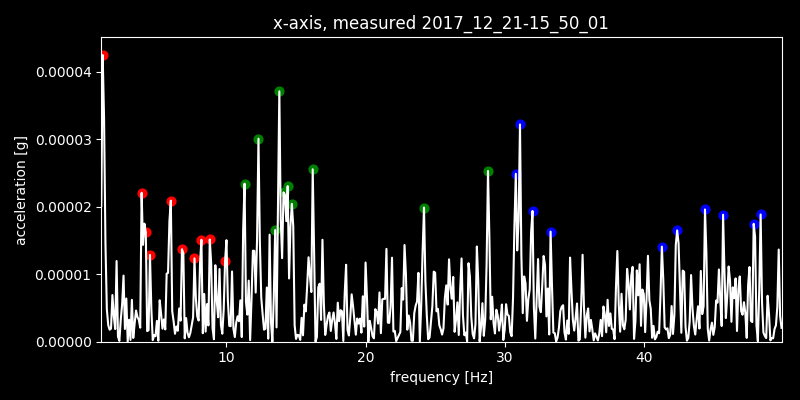 x-axis, measured 2017_12_21-15_50_01
acceleration [g]
0.00004
0.00003
0.00002
0.00001
0.00000
10 20 30 40
frequency [Hz]